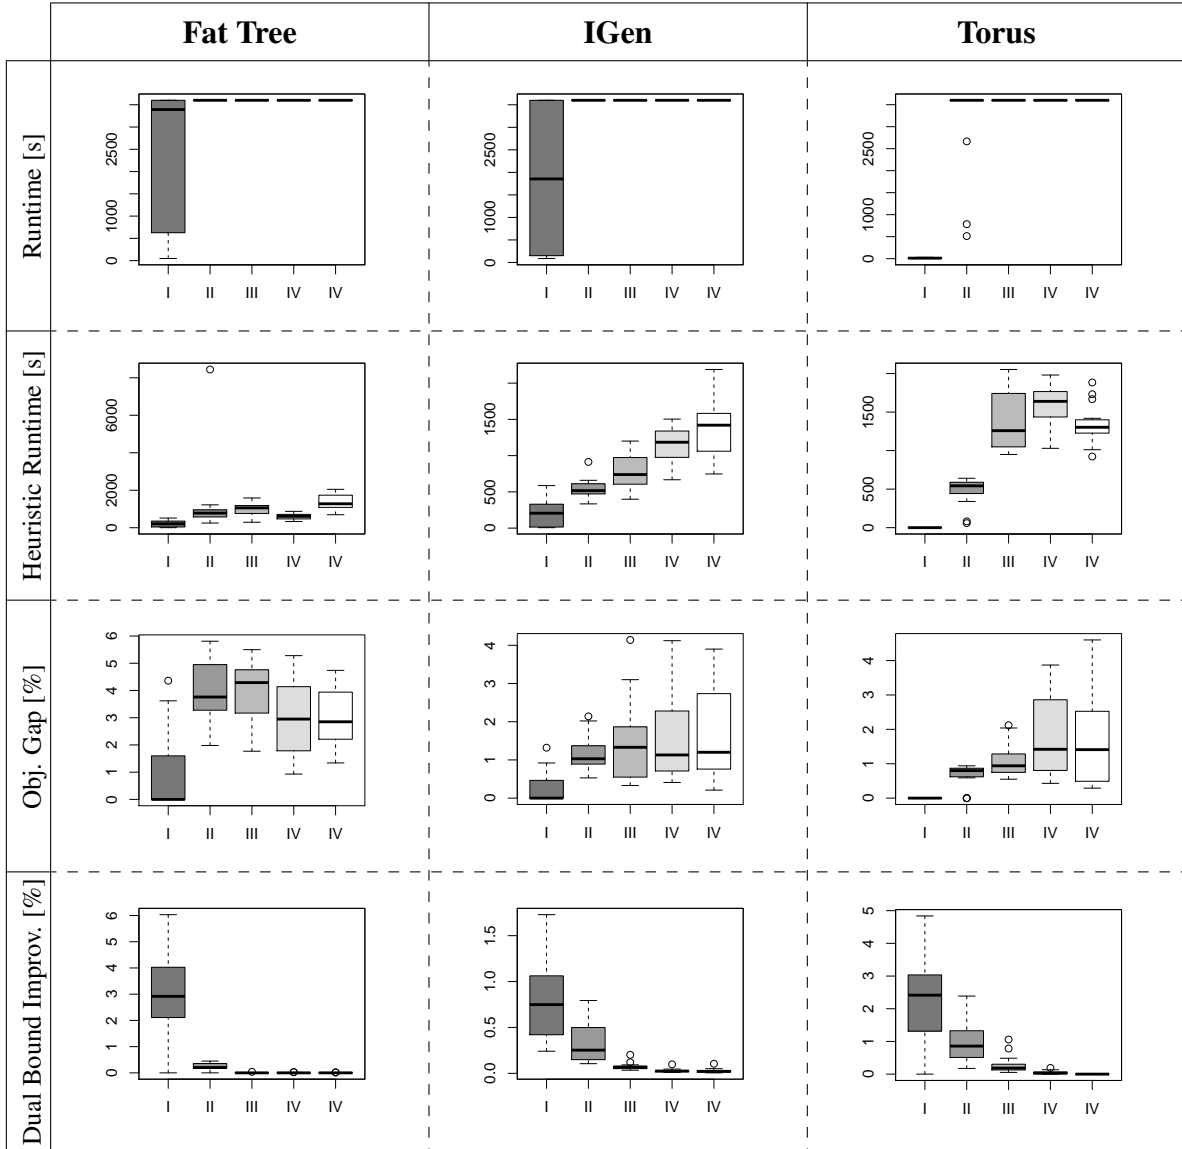 Fat Tree IGen Torus
Runtime [s]
0 1000 2500
I II III IV IV
0 1000 2500
I II III IV IV
0 1000 2500
I II III IV IV
Heuristic Runtime [s]
0 2000 6000
I II III IV IV
0 500 1500
I II III IV IV
0 500 1500
I II III IV IV
Obj. Gap [%]
0 1 2 3 4 5 6
I II III IV IV
0 1 2 3 4
I II III IV IV
0 1 2 3 4
I II III IV IV
Dual Bound Improv. [%]
0 1 2 3 4 5 6
I II III IV IV
0.0 0.5 1.0 1.5
I II III IV IV
0 1 2 3 4 5
I II III IV IV